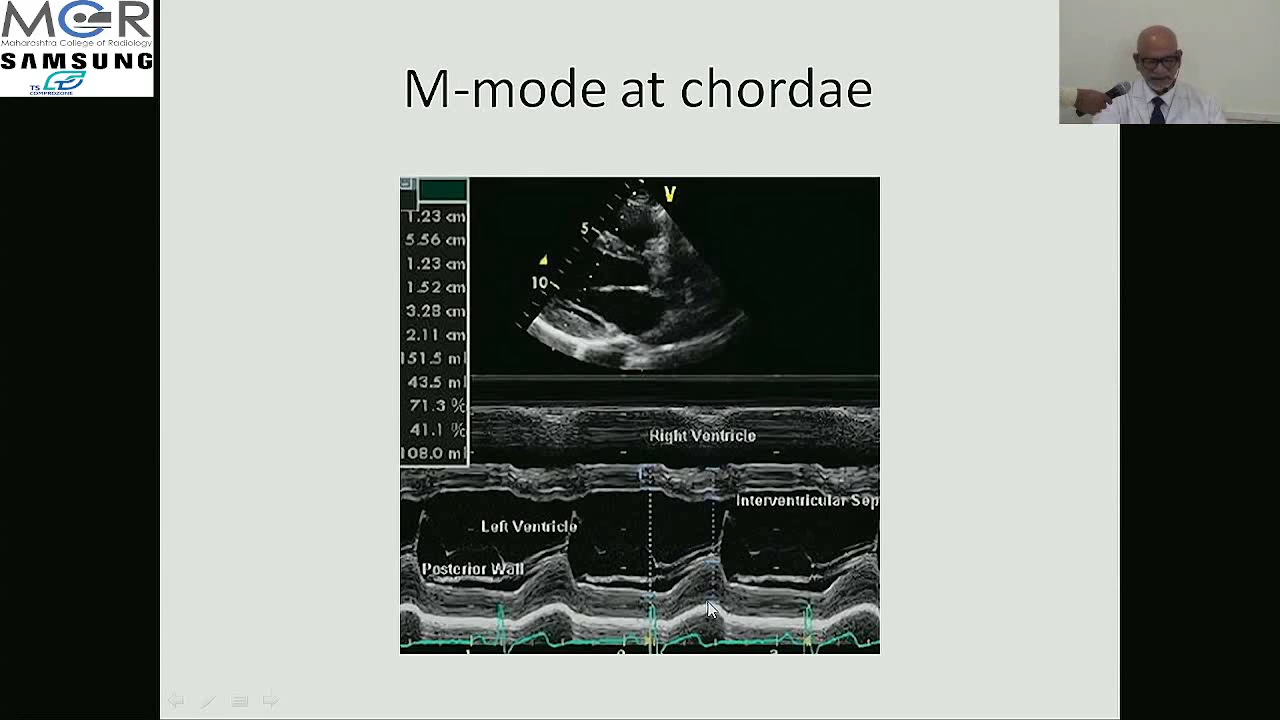 MCR
Maharashtra College of Radiology
SAMSUNG
TS
COMPROZONE
M-mode at chordae
V
5
10
1.23 cm
5.56 cm
1.23 cm
1.52 cm
3.28 cm
2.11 cm
151.5 ml
43.5 ml
71.3 %
41.1 %
108.0 ml
Right Ventricle
Interventricular Sep
Left Ventricle
Posterior Wall